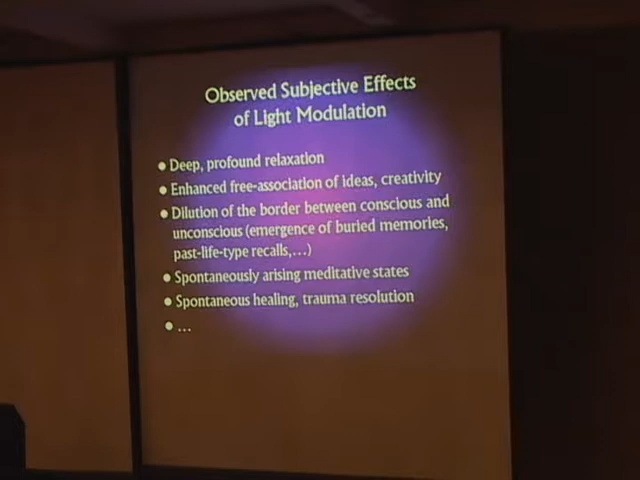 Observed Subjective Effects
of Light Modulation
● Deep, profound relaxation
● Enhanced free-association of ideas, creativity
● Dilution of the border between conscious and
unconscious (emergence of buried memories,
past-life-type recalls,...)
● Spontaneously arising meditative states
● Spontaneous healing, trauma resolution
● ...